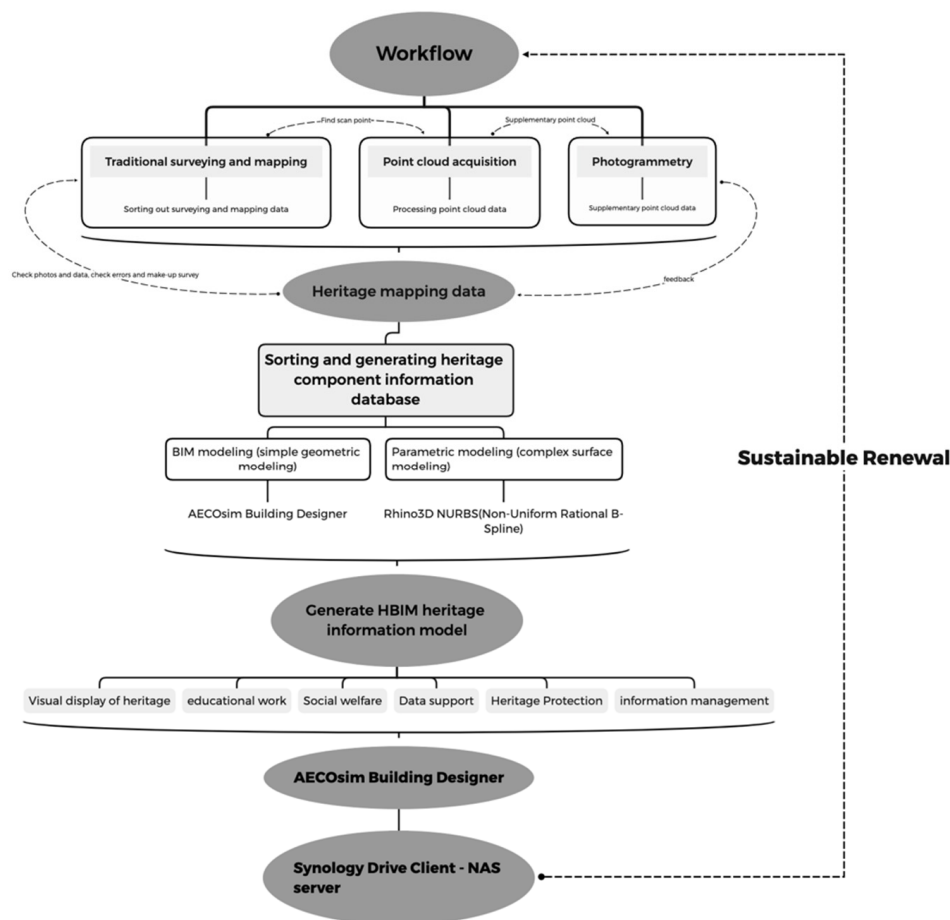 Workflow
Find scan point
Supplementary point cloud
Traditional surveying and mapping
Point cloud acquisition
Photogrammetry
Sorting out surveying and mapping data
Processing point cloud data
Supplementary point cloud data
Check photos and data, check errors and make-up survey
feedback
Heritage mapping data
Sorting and generating heritage
component information
database
BIM modeling (simple geometric
modeling)
Parametric modeling (complex surface
modeling)
Sustainable Renewal
AECOsim Building Designer
Rhino3D NURBS(Non-Uniform Rational B-
Spline)
Generate HBIM heritage
information model
Visual display of heritage
educational work
Social welfare
Data support
Heritage Protection
information management
AECOsim Building Designer
Synology Drive Client - NAS
server